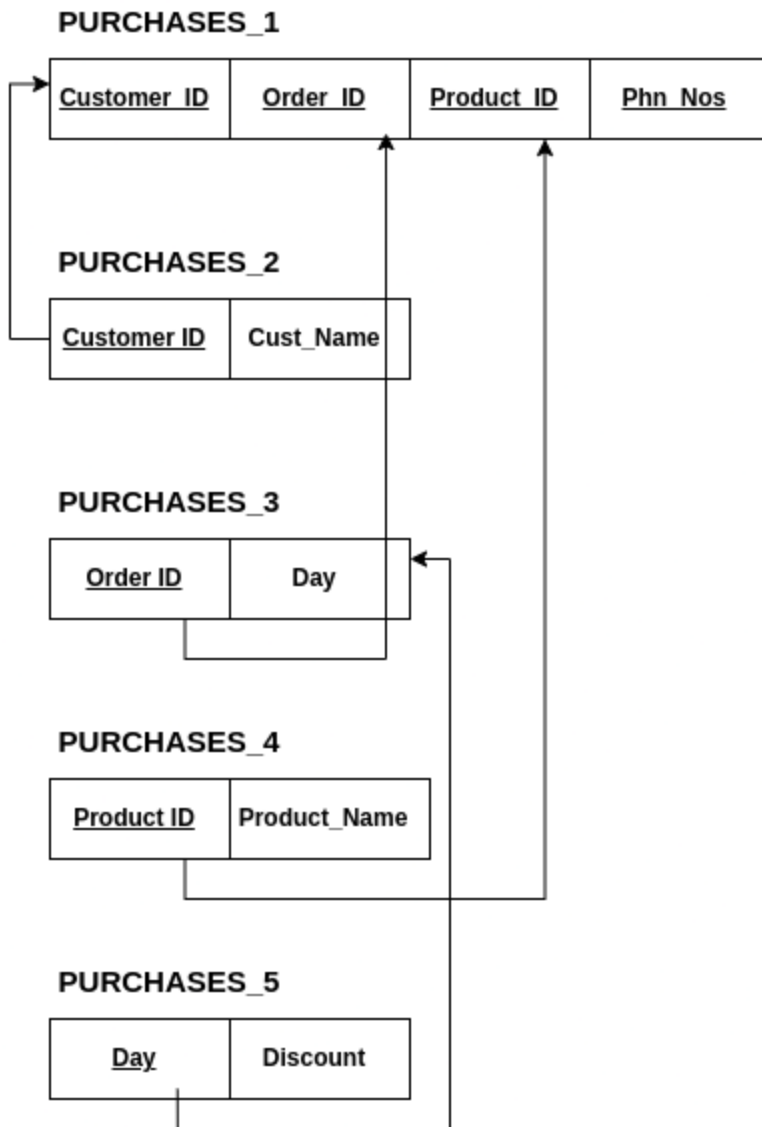 PURCHASES_1
Customer_ID Order_ID Product_ID Phn_Nos
PURCHASES_2
Customer ID Cust_Name
PURCHASES_3
Order ID Day
PURCHASES_4
Product ID Product_Name
PURCHASES_5
Day Discount